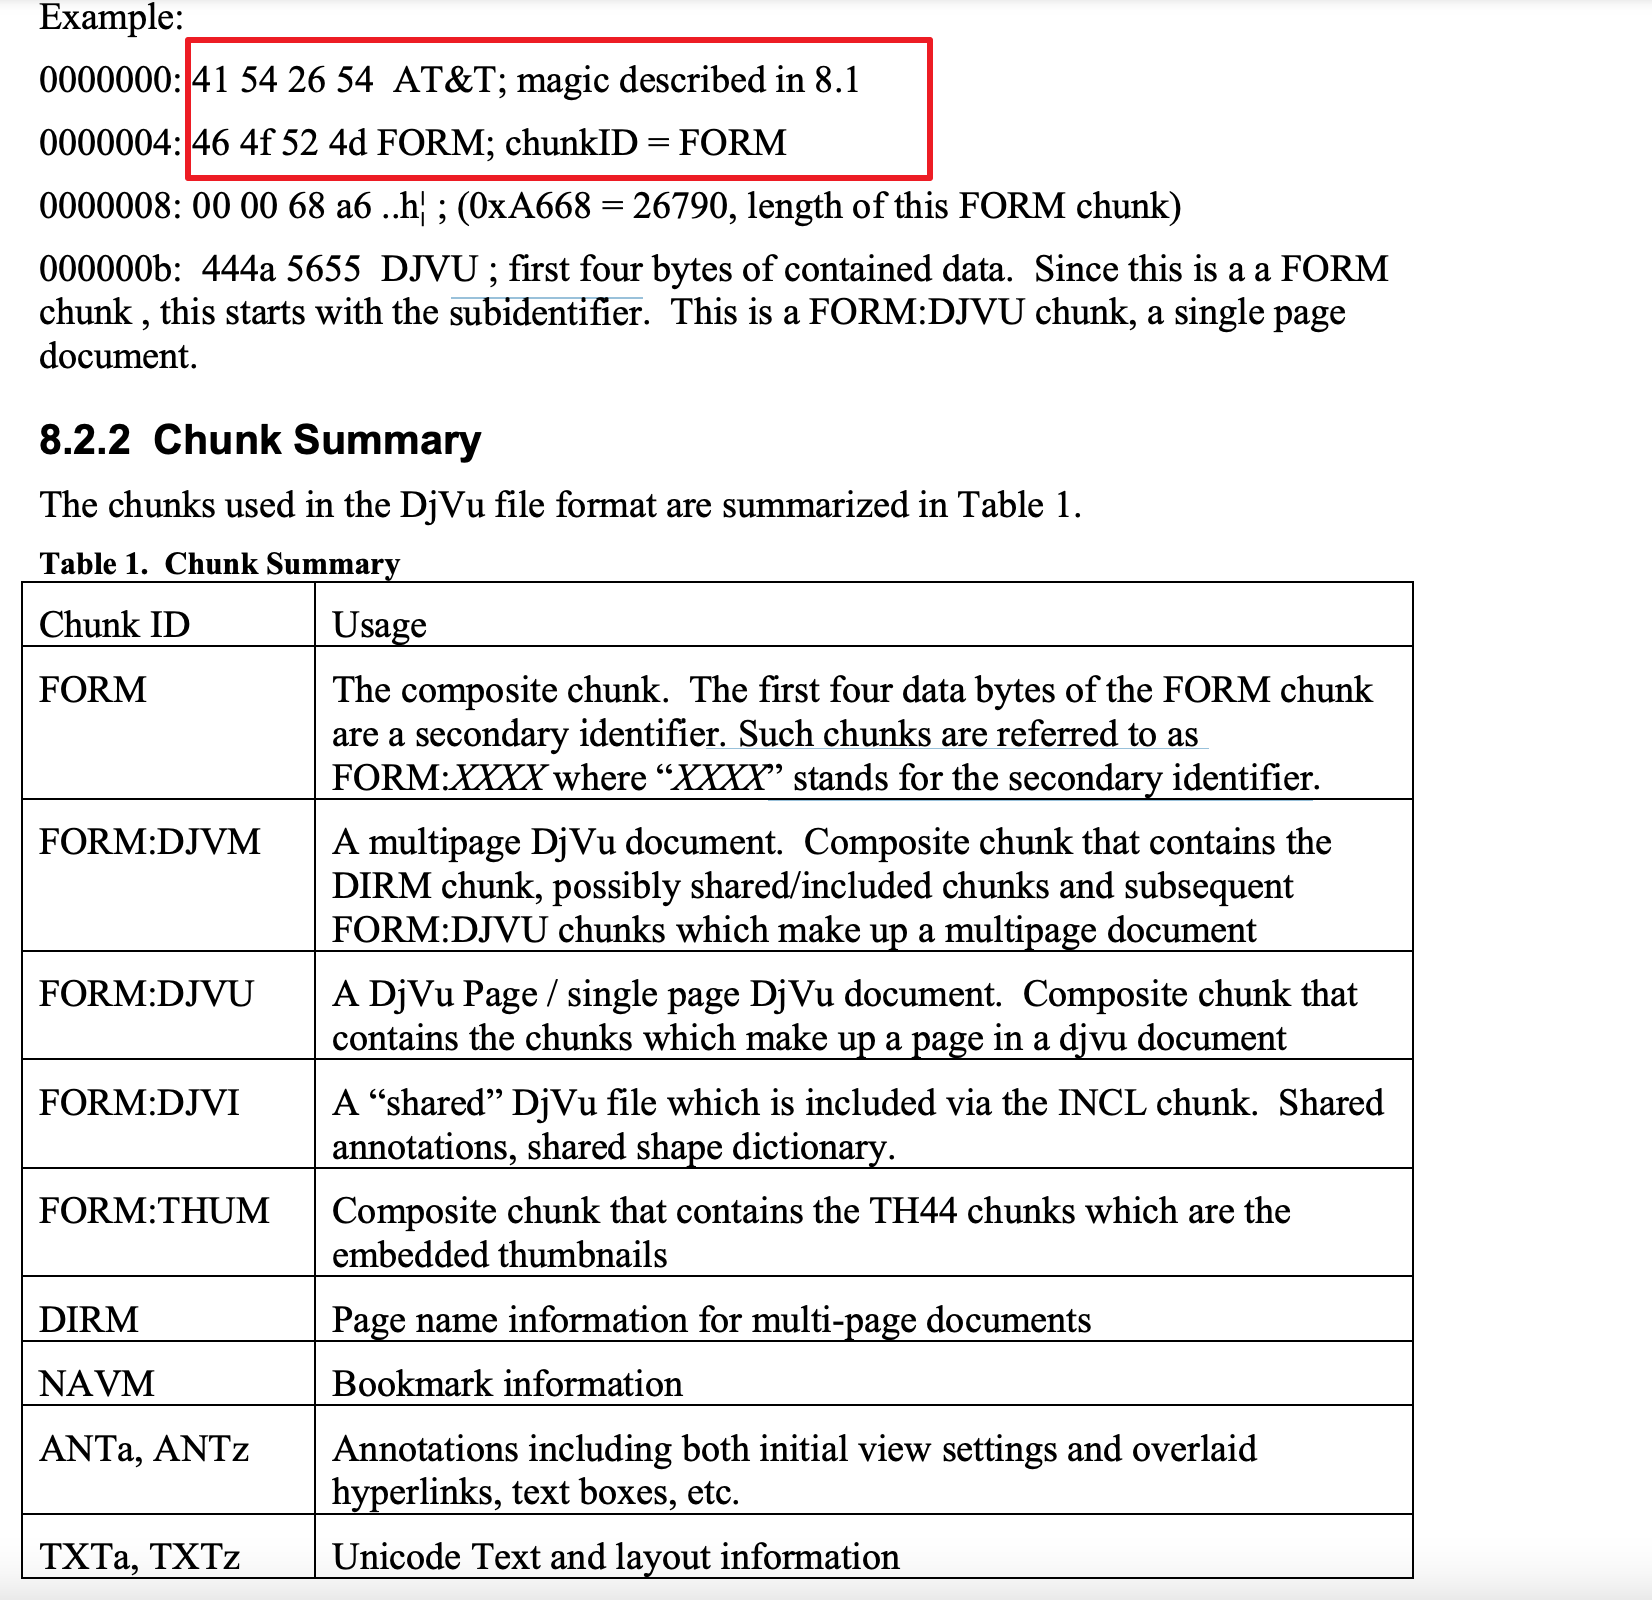 Example:
0000000: 41 54 26 54  AT&T; magic described in 8.1
0000004: 46 4f 52 4d FORM; chunkID = FORM
0000008: 00 00 68 a6 ..h¦ ; (0xA668 = 26790, length of this FORM chunk)
000000b:  444a 5655  DJVU ; first four bytes of contained data.  Since this is a a FORM
chunk , this starts with the subidentifier.  This is a FORM:DJVU chunk, a single page
document.
8.2.2  Chunk Summary
The chunks used in the DjVu file format are summarized in Table 1.
Table 1.  Chunk Summary
Chunk ID
Usage
FORM
The composite chunk.  The first four data bytes of the FORM chunk
are a secondary identifier. Such chunks are referred to as
FORM:XXXX where “XXXX” stands for the secondary identifier.
FORM:DJVM
A multipage DjVu document.  Composite chunk that contains the
DIRM chunk, possibly shared/included chunks and subsequent
FORM:DJVU chunks which make up a multipage document
FORM:DJVU
A DjVu Page / single page DjVu document.  Composite chunk that
contains the chunks which make up a page in a djvu document
FORM:DJVI
A “shared” DjVu file which is included via the INCL chunk.  Shared
annotations, shared shape dictionary.
FORM:THUM
Composite chunk that contains the TH44 chunks which are the
embedded thumbnails
DIRM
Page name information for multi-page documents
NAVM
Bookmark information
ANTa, ANTz
Annotations including both initial view settings and overlaid
hyperlinks, text boxes, etc.
TXTa, TXTz
Unicode Text and layout information